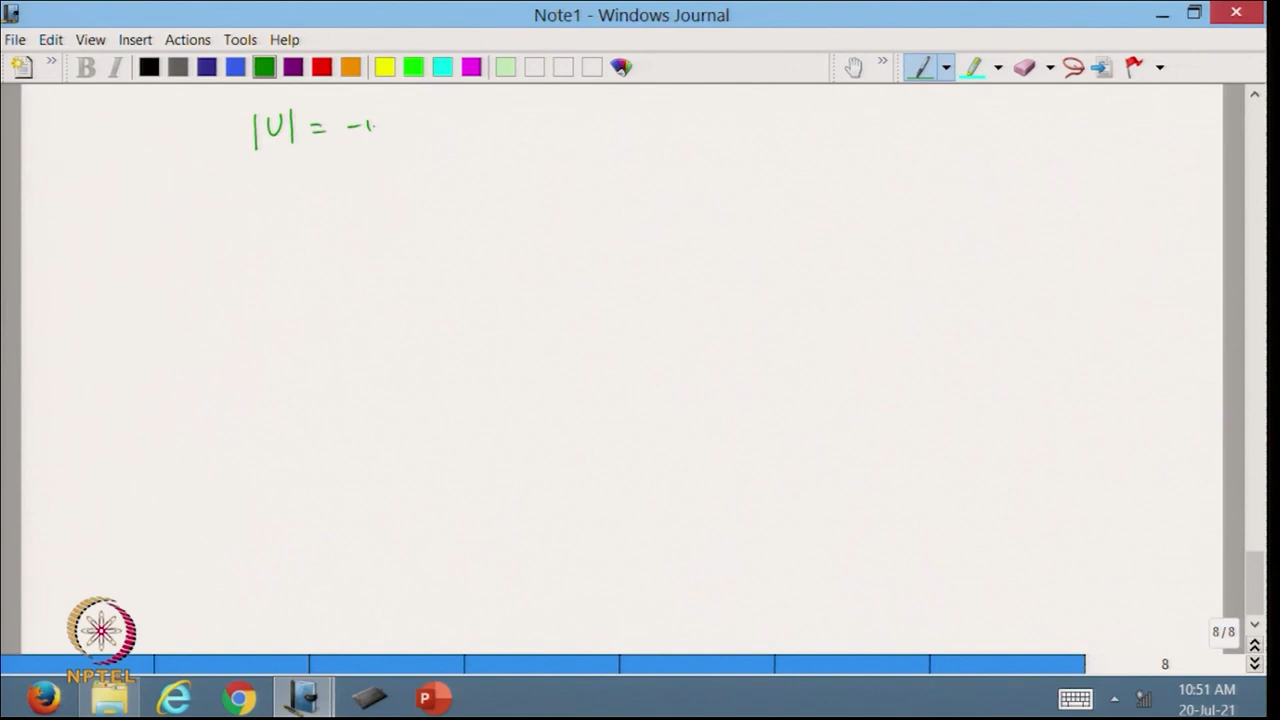 Note1 - Windows Journal
File Edit View Insert Actions Tools Help
B I
|U| = -1
8 / 8
8
NPTEL
10:51 AM
20-Jul-21